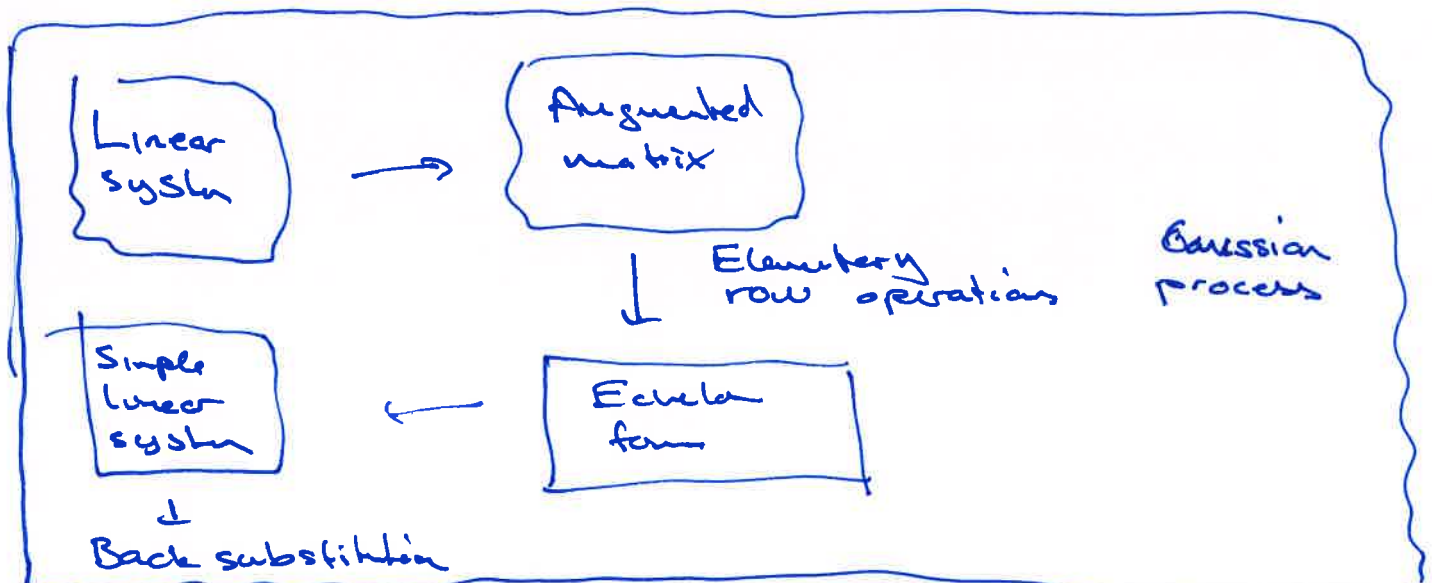 Linear
system
Augmented
matrix
Elementary
row operations
Gaussian
process
Simple
linear
system
Echelon
form
Back substitution